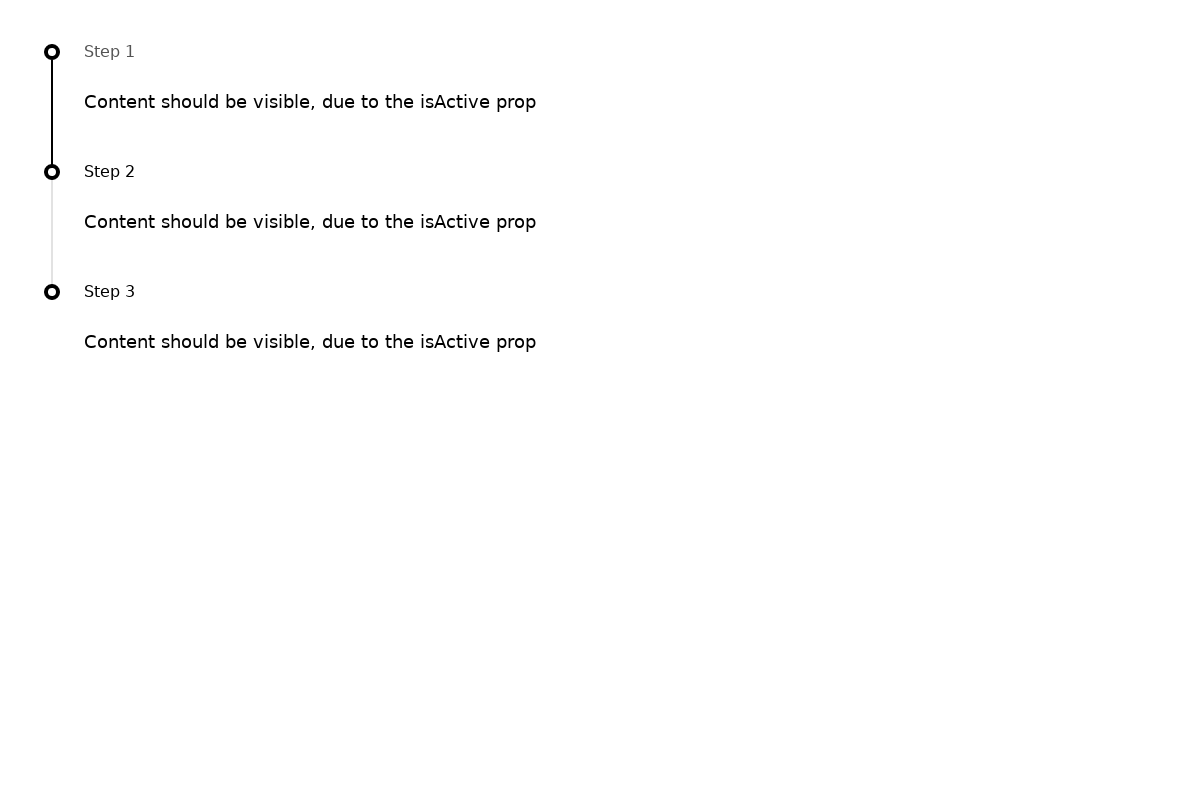 Step 1
Content should be visible, due to the isActive prop
Step 2
Content should be visible, due to the isActive prop
Step 3
Content should be visible, due to the isActive prop